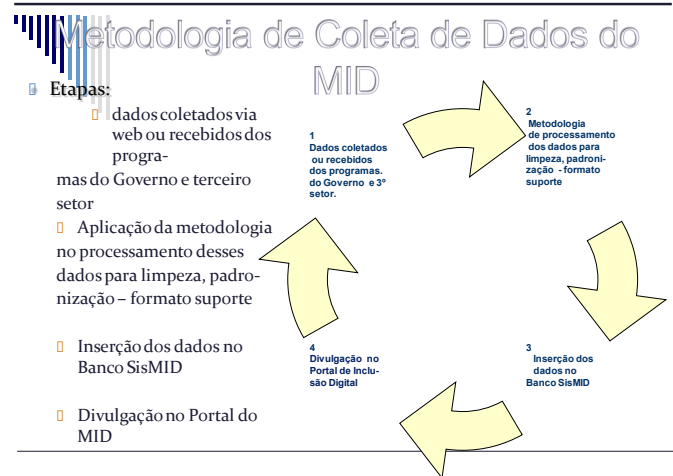 Metodologia de Coleta de Dados do
MID
Etapas:
dados coletados via
web ou recebidos dos
progra-
mas do Governo e terceiro
setor
Aplicação da metodologia
no processamento desses
dados para limpeza, padro-
nização – formato suporte
Inserção dos dados no
Banco SisMID
Divulgação no Portal do
MID
1
Dados coletados
ou recebidos
dos programas.
do Governo e 3º
setor.
2
Metodologia
de processamento
dos dados para
limpeza, padroni-
zação - formato
suporte
3
Inserção dos
dados no
Banco SisMID
4
Divulgação no
Portal de Inclu-
são Digital